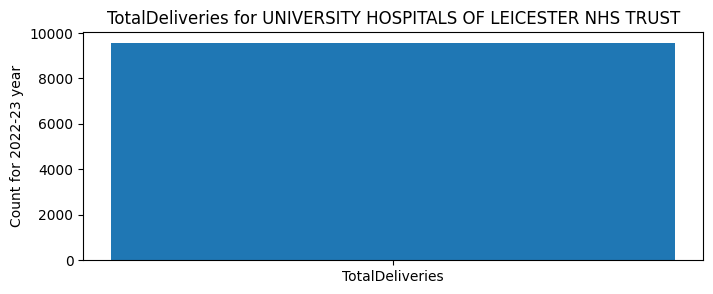 TotalDeliveries for UNIVERSITY HOSPITALS OF LEICESTER NHS TRUST
Count for 2022-23 year
10000
8000
6000
4000
2000
0
TotalDeliveries